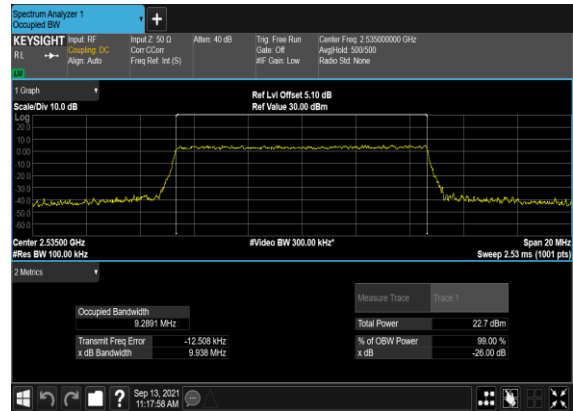 Spectrum Analyzer 1
Occupied BW
+
KEYSIGHT Input: RF Input Z: 50 Ω Atten: 40 dB Trig: Free Run Center Freq: 2.535000000 GHz
RL Coupling: DC Corr CCorr Gate: Off Avg|Hold: 500/500
Align: Auto Freq Ref: Int (S) #IF Gain: Low Radio Std: None
1 Graph
Ref Lvl Offset 5.10 dB
Scale/Div 10.0 dB Ref Value 30.00 dBm
Log
20.0
10.0
0.00
-10.0
-20.0
-30.0
-40.0
-50.0
-60.0
Center 2.53500 GHz #Video BW 300.00 kHz* Span 20 MHz
#Res BW 100.00 kHz Sweep 2.53 ms (1001 pts)
2 Metrics
Measure Trace Trace 1
Occupied Bandwidth
9.2891 MHz Total Power 22.7 dBm
Transmit Freq Error -12.508 kHz % of OBW Power 99.00 %
x dB Bandwidth 9.938 MHz x dB -26.00 dB
? Sep 13, 2021
11:17:58 AM